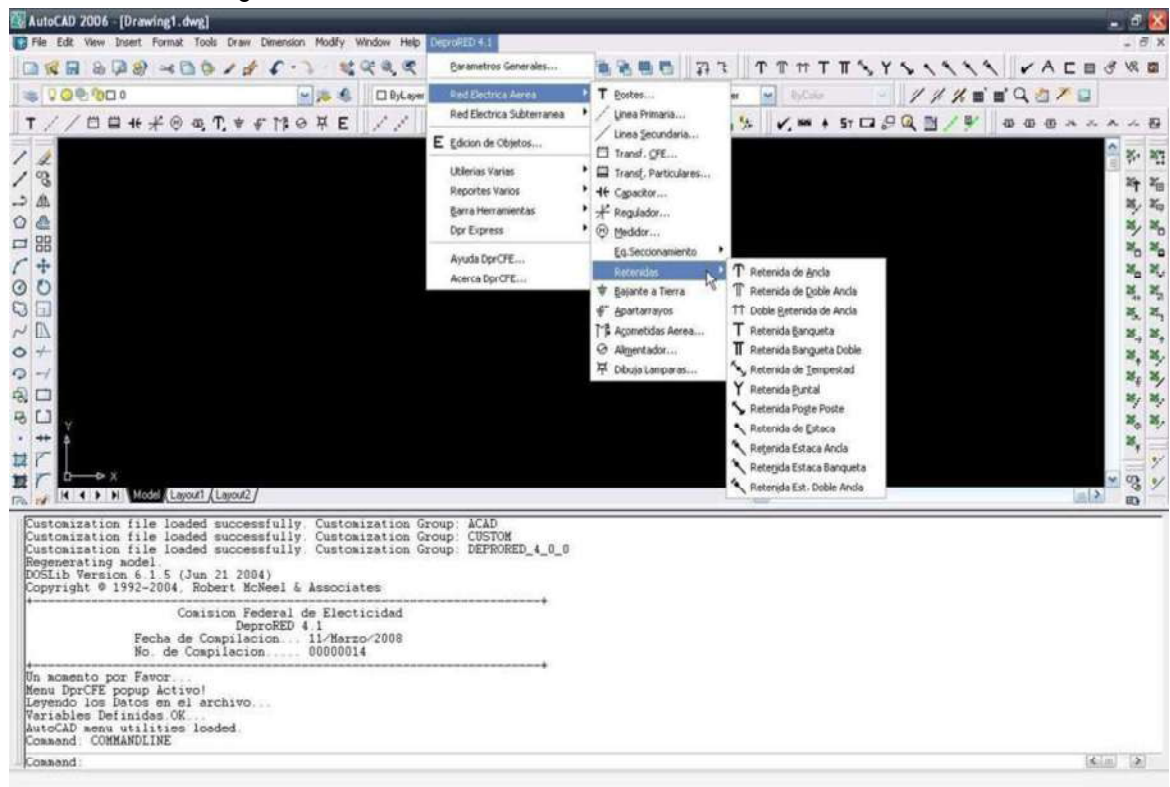 AutoCAD 2006 - [Drawing1.dwg]
File Edit View Insert Format Tools Draw Dimension Modify Window Help DeproRED 4.1
0
ByLayer
ByColor
Parametros Generales...
Red Electrica Aerea
Red Electrica Subterranea
E Edicion de Objetos...
Utilerias Varias
Reportes Varios
Barra Herramientas
Dpr Express
Ayuda DprCFE...
Acerca DprCFE...
Postes...
Linea Primaria...
Linea Secundaria...
Transf. CFE...
Transf. Particulares...
Capacitor...
Regulador...
Medidor...
Eq.Seccionamiento
Retenidas
Bajante a Tierra
Apartarrayos
Acometidas Aerea...
Alimentador...
Dibuja Lamparas...
Retenida de Ancla
Retenida de Doble Ancla
Doble Retenida de Ancla
Retenida Banqueta
Retenida Banqueta Doble
Retenida de Tempestad
Retenida Puntal
Retenida Poste Poste
Retenida de Estaca
Retenida Estaca Ancla
Retenida Estaca Banqueta
Retenida Est. Doble Ancla
Y
X
Model Layout1 Layout2
Customization file loaded successfully. Customization Group: ACAD
Customization file loaded successfully. Customization Group: CUSTOM
Customization file loaded successfully. Customization Group: DEPRORED_4_0_0
Regenerating model.
DOSLib Version 6.1.5 (Jun 21 2004)
Copyright © 1992-2004, Robert McNeel & Associates
Comision Federal de Electicidad
DeproRED 4.1
Fecha de Compilacion... 11/Marzo/2008
No. de Compilacion..... 00000014
Un momento por Favor...
Menu DprCFE popup Activo!
Leyendo los Datos en el archivo...
Variables Definidas.OK...
AutoCAD menu utilities loaded.
Command: COMMANDLINE
Command: